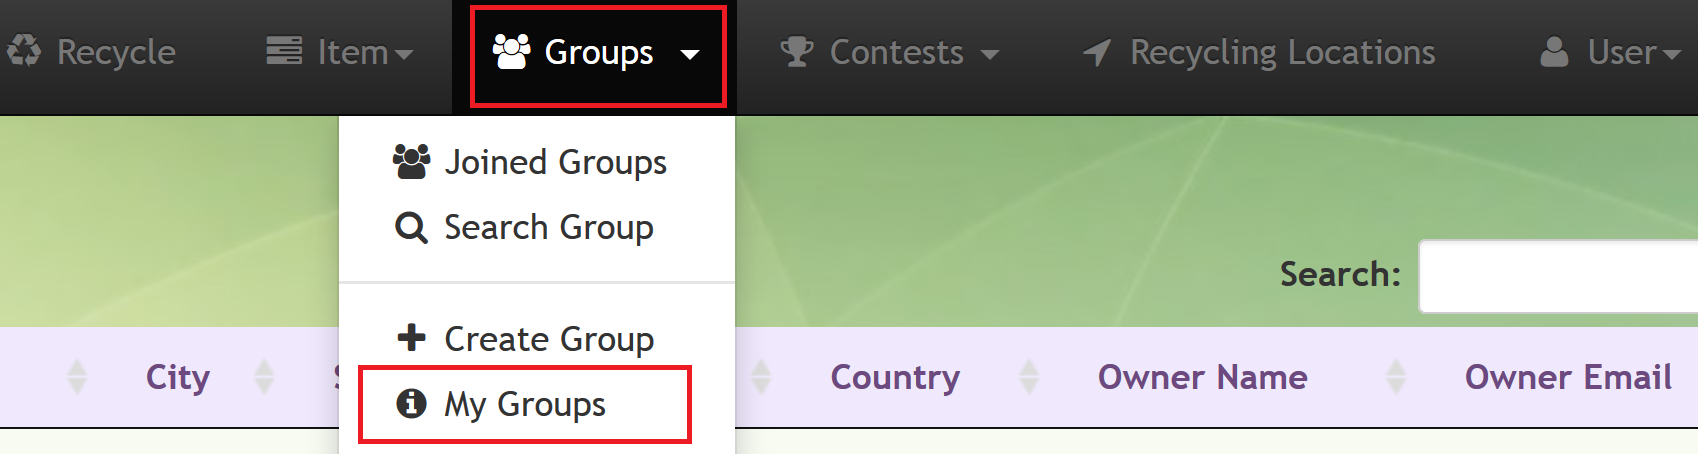 Recycle Item Groups Contests Recycling Locations User
Joined Groups
Search Group
Search:
Create Group
City Country Owner Name Owner Email
My Groups